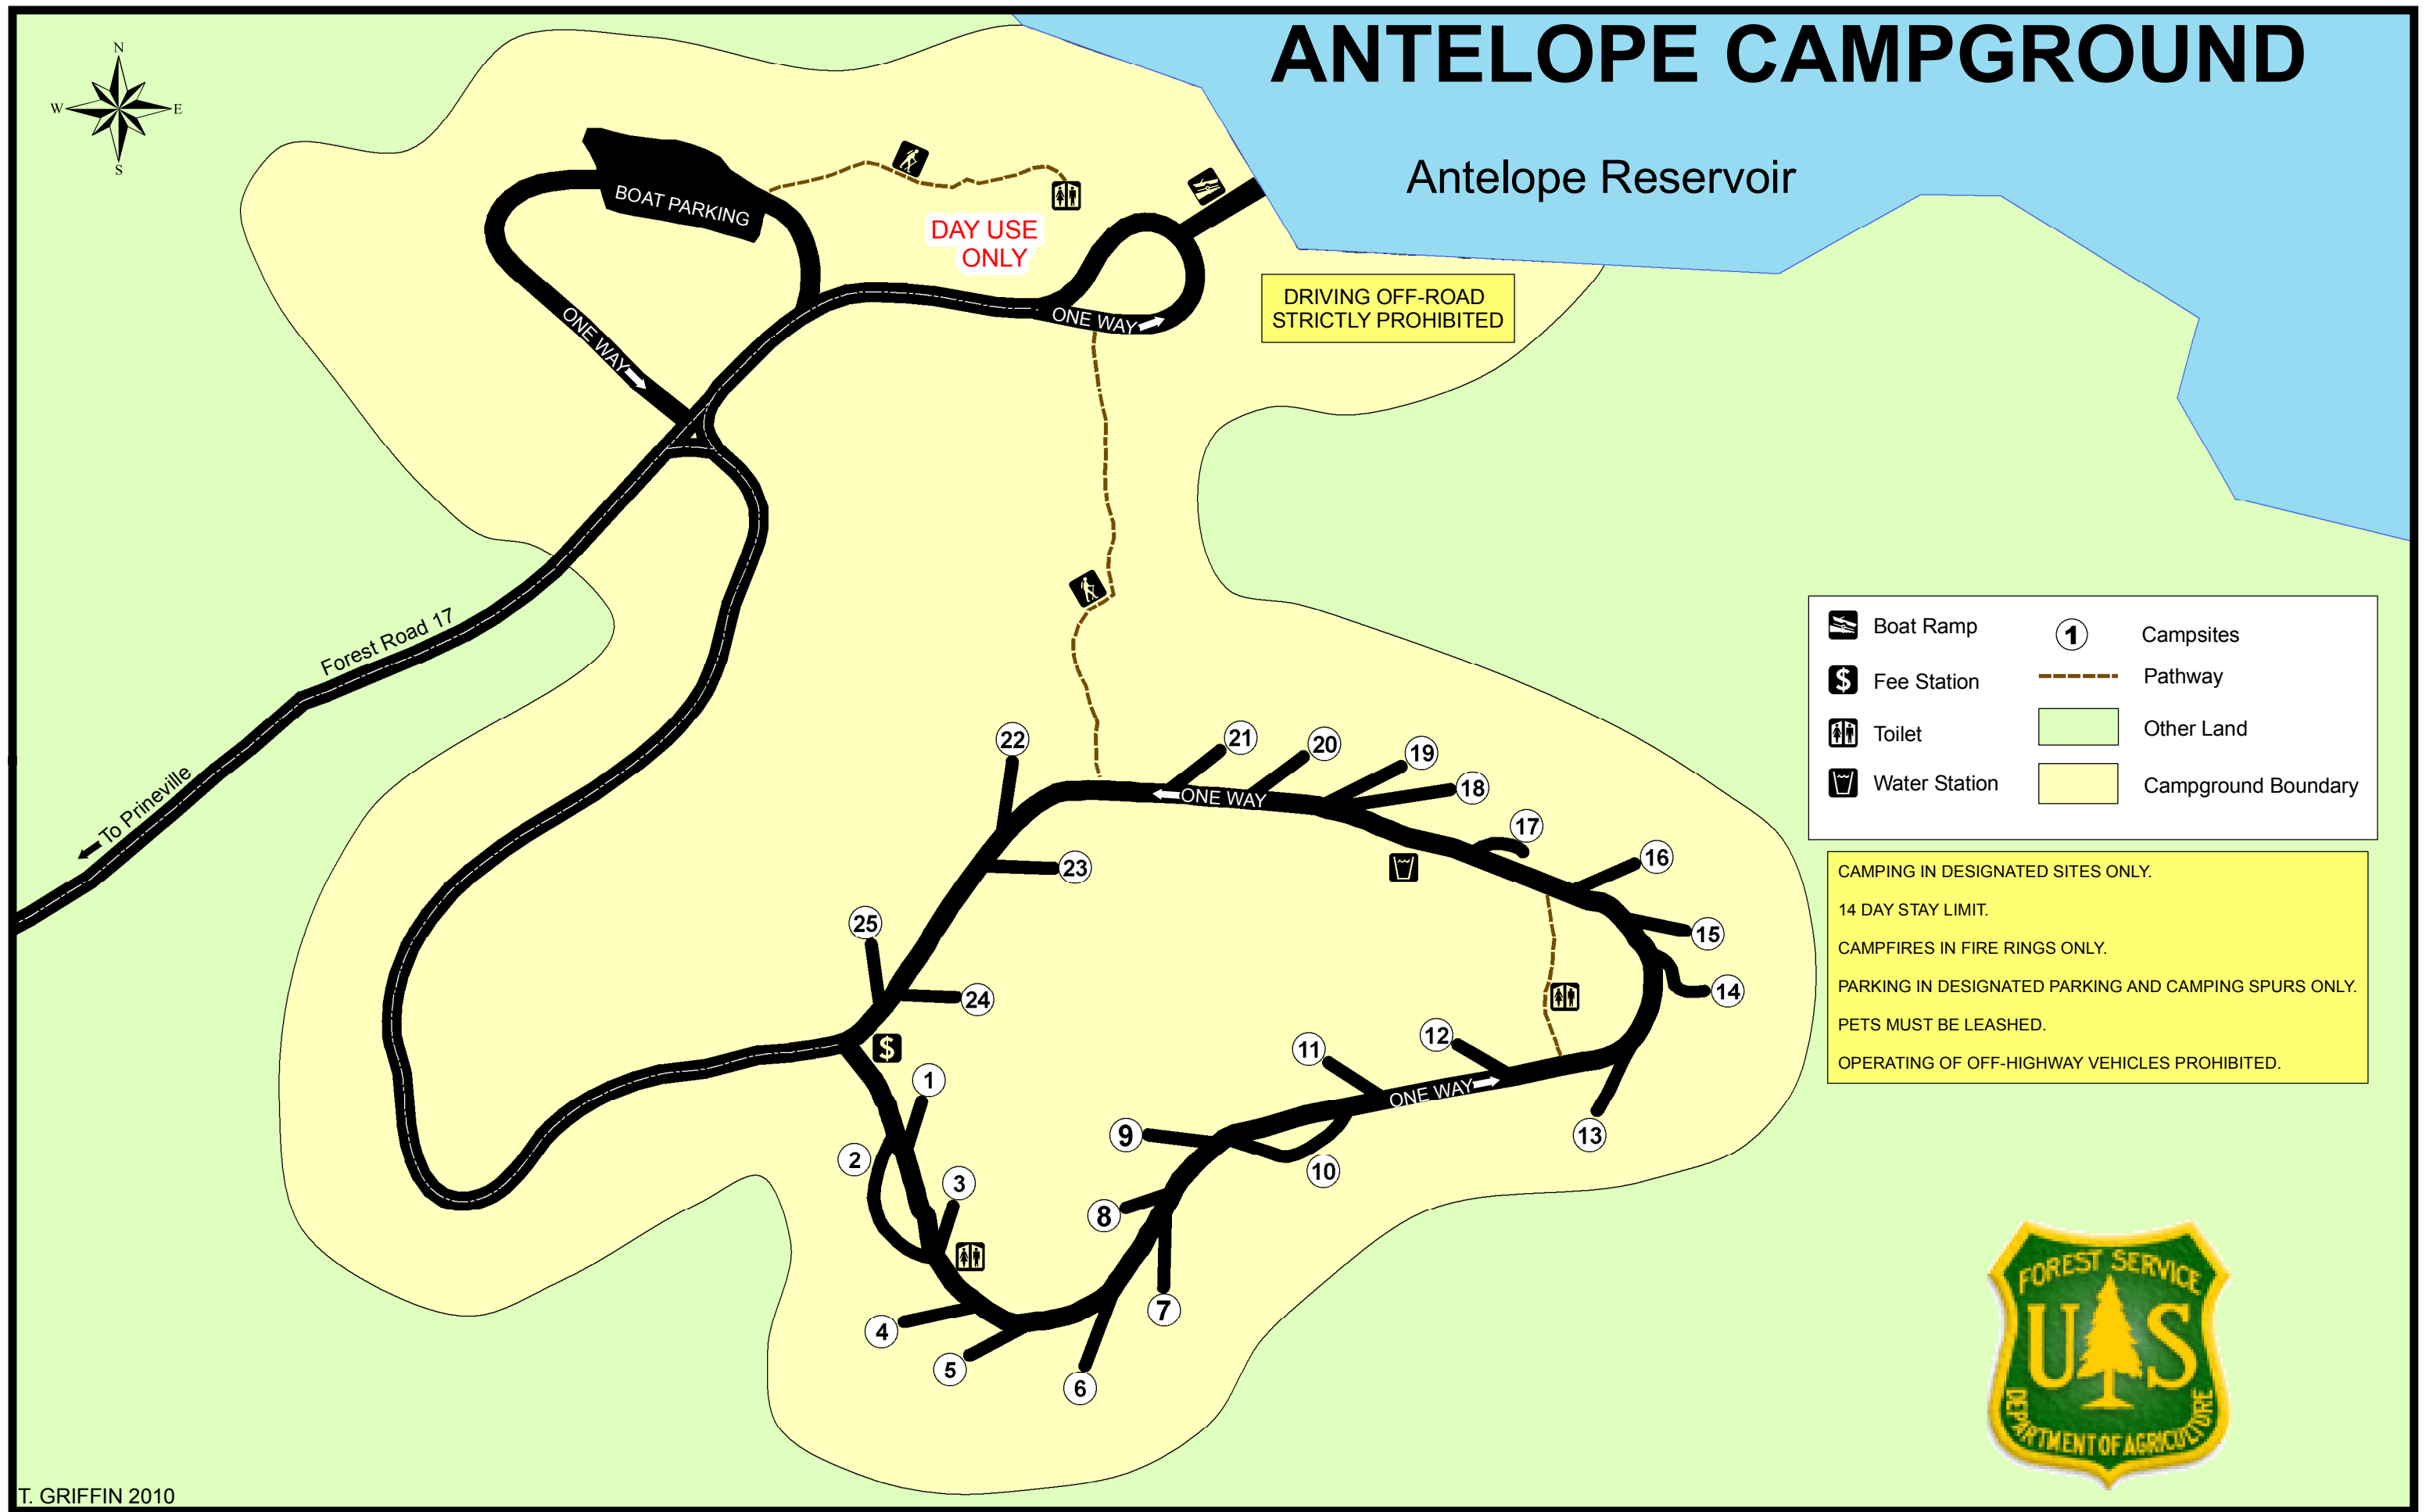 ANTELOPE CAMPGROUND
Antelope Reservoir
N
W
E
S
BOAT PARKING
DAY USE
ONLY
ONE WAY
ONE WAY
DRIVING OFF-ROAD
STRICTLY PROHIBITED
Forest Road 17
To Prineville
Boat Ramp
Fee Station
$
Toilet
Water Station
1
Campsites
Pathway
Other Land
Campground Boundary
22
21
20
19
18
ONE WAY
17
16
23
25
15
24
14
$
12
11
1
ONE WAY
9
13
2
10
3
8
7
4
5
6
CAMPING IN DESIGNATED SITES ONLY.
14 DAY STAY LIMIT.
CAMPFIRES IN FIRE RINGS ONLY.
PARKING IN DESIGNATED PARKING AND CAMPING SPURS ONLY.
PETS MUST BE LEASHED.
OPERATING OF OFF-HIGHWAY VEHICLES PROHIBITED.
FOREST SERVICE
U S
DEPARTMENT OF AGRICULTURE
T. GRIFFIN 2010